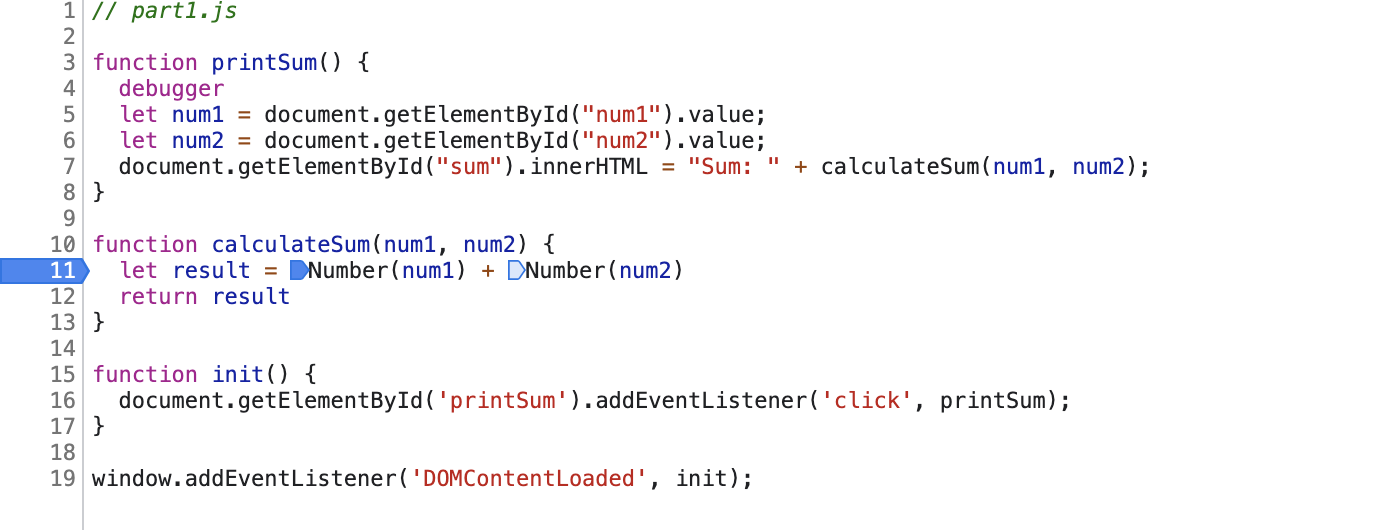 1 // part1.js
2
3 function printSum() {
4   debugger
5   let num1 = document.getElementById("num1").value;
6   let num2 = document.getElementById("num2").value;
7   document.getElementById("sum").innerHTML = "Sum: " + calculateSum(num1, num2);
8 }
9
10 function calculateSum(num1, num2) {
11   let result = Number(num1) + Number(num2)
12   return result
13 }
14
15 function init() {
16   document.getElementById('printSum').addEventListener('click', printSum);
17 }
18
19 window.addEventListener('DOMContentLoaded', init);